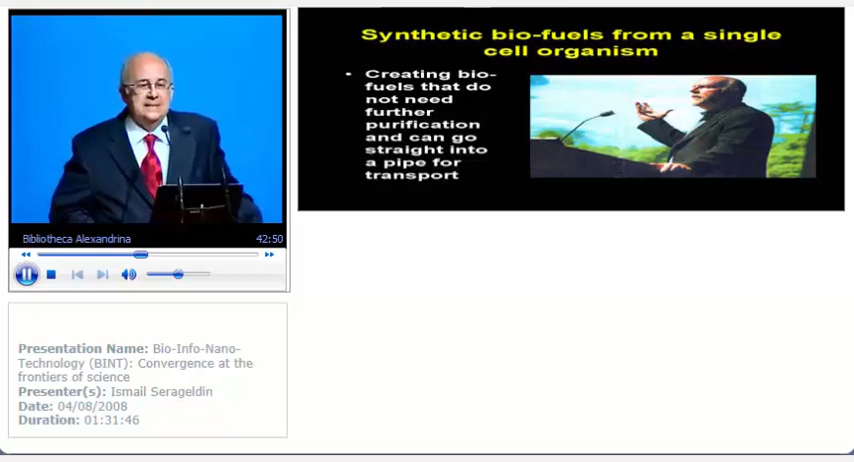 Synthetic bio-fuels from a single
cell organism
• Creating bio-
fuels that do
not need
further
purification
and can go
straight into
a pipe for
transport
Bibliotheca Alexandrina 42:50
Presentation Name: Bio-Info-Nano-
Technology (BINT): Convergence at the
frontiers of science
Presenter(s): Ismail Serageldin
Date: 04/08/2008
Duration: 01:31:46